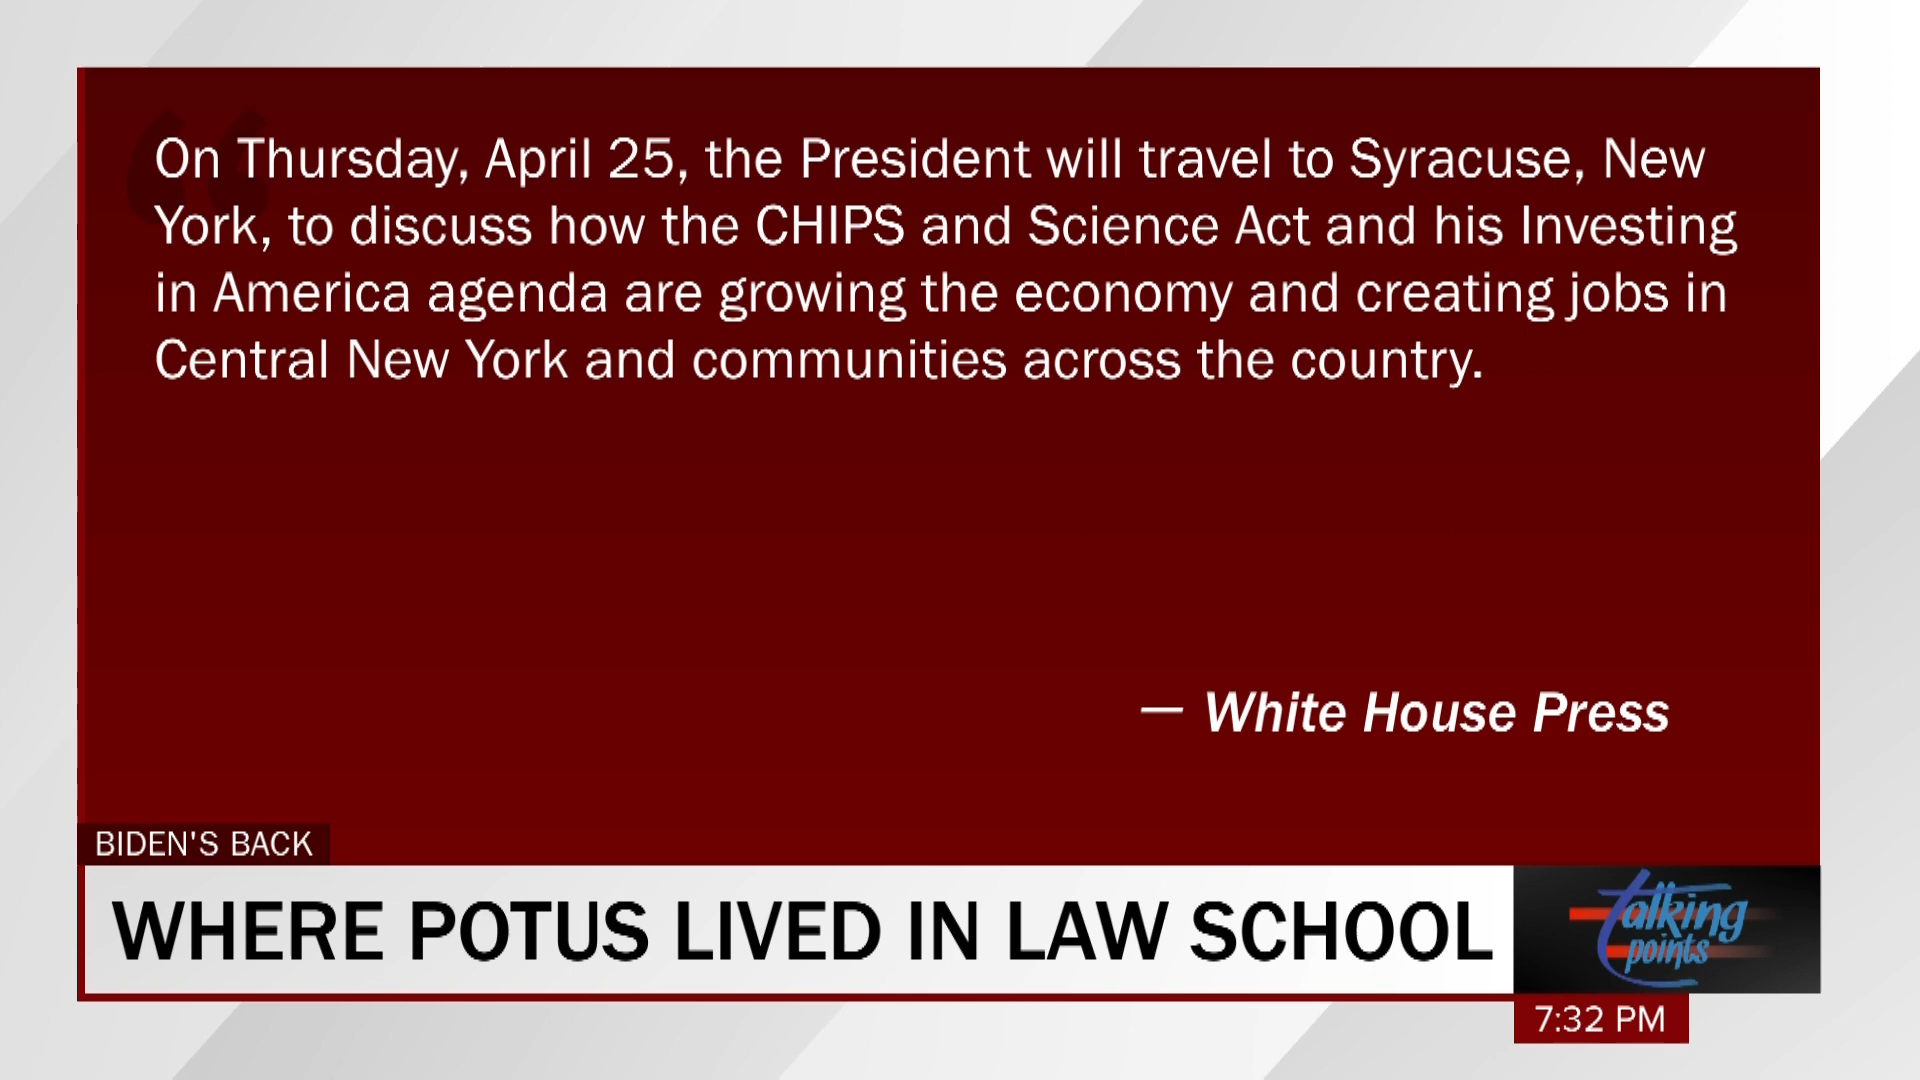 On Thursday, April 25, the President will travel to Syracuse, New
York, to discuss how the CHIPS and Science Act and his Investing
in America agenda are growing the economy and creating jobs in
Central New York and communities across the country.
— White House Press
BIDEN'S BACK
WHERE POTUS LIVED IN LAW SCHOOL
talking
points
7:32 PM